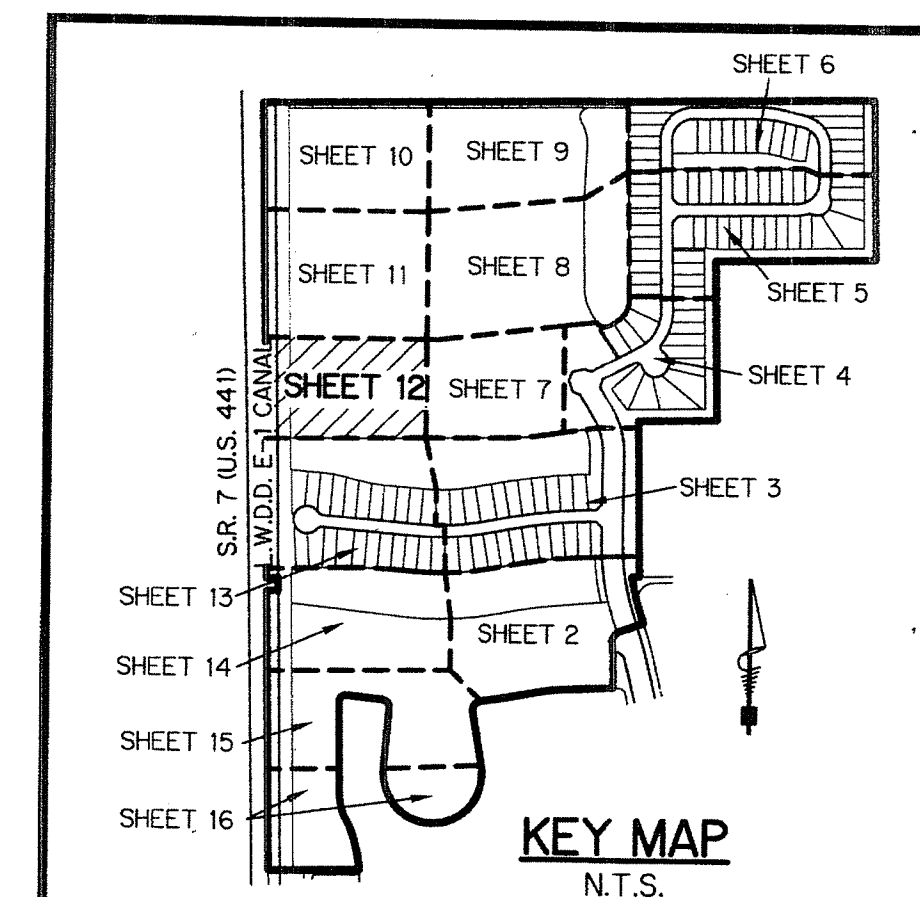 SHEET 6
SHEET 10
SHEET 9
SHEET 11
SHEET 8
SHEET 5
S.R. 7 (U.S. 441)
L.W.D.D. E-1 CANAL
SHEET 12
SHEET 7
SHEET 4
SHEET 3
SHEET 13
SHEET 2
SHEET 14
SHEET 15
SHEET 16
KEY MAP
N.T.S.